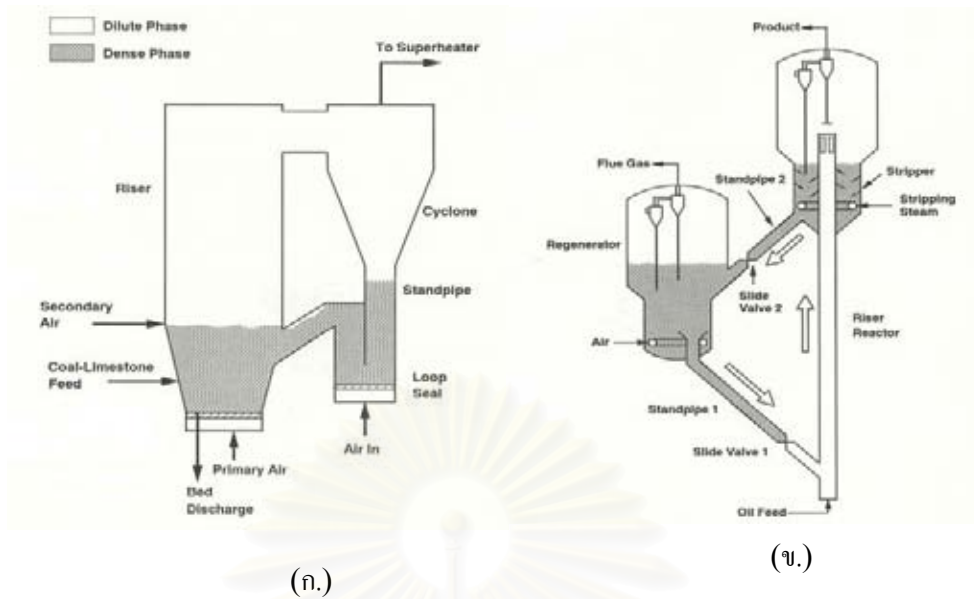 Dilute Phase
Dense Phase
To Superheater
Riser
Cyclone
Standpipe
Secondary
Air
Coal-Limestone
Feed
Loop
Seal
Air In
Primary Air
Bed
Discharge
(ก.)
Product
Flue Gas
Standpipe 2
Stripper
Stripping
Steam
Regenerator
Slide
Valve 2
Riser
Reactor
Air
Standpipe 1
Slide Valve 1
Oil Feed
(ข.)